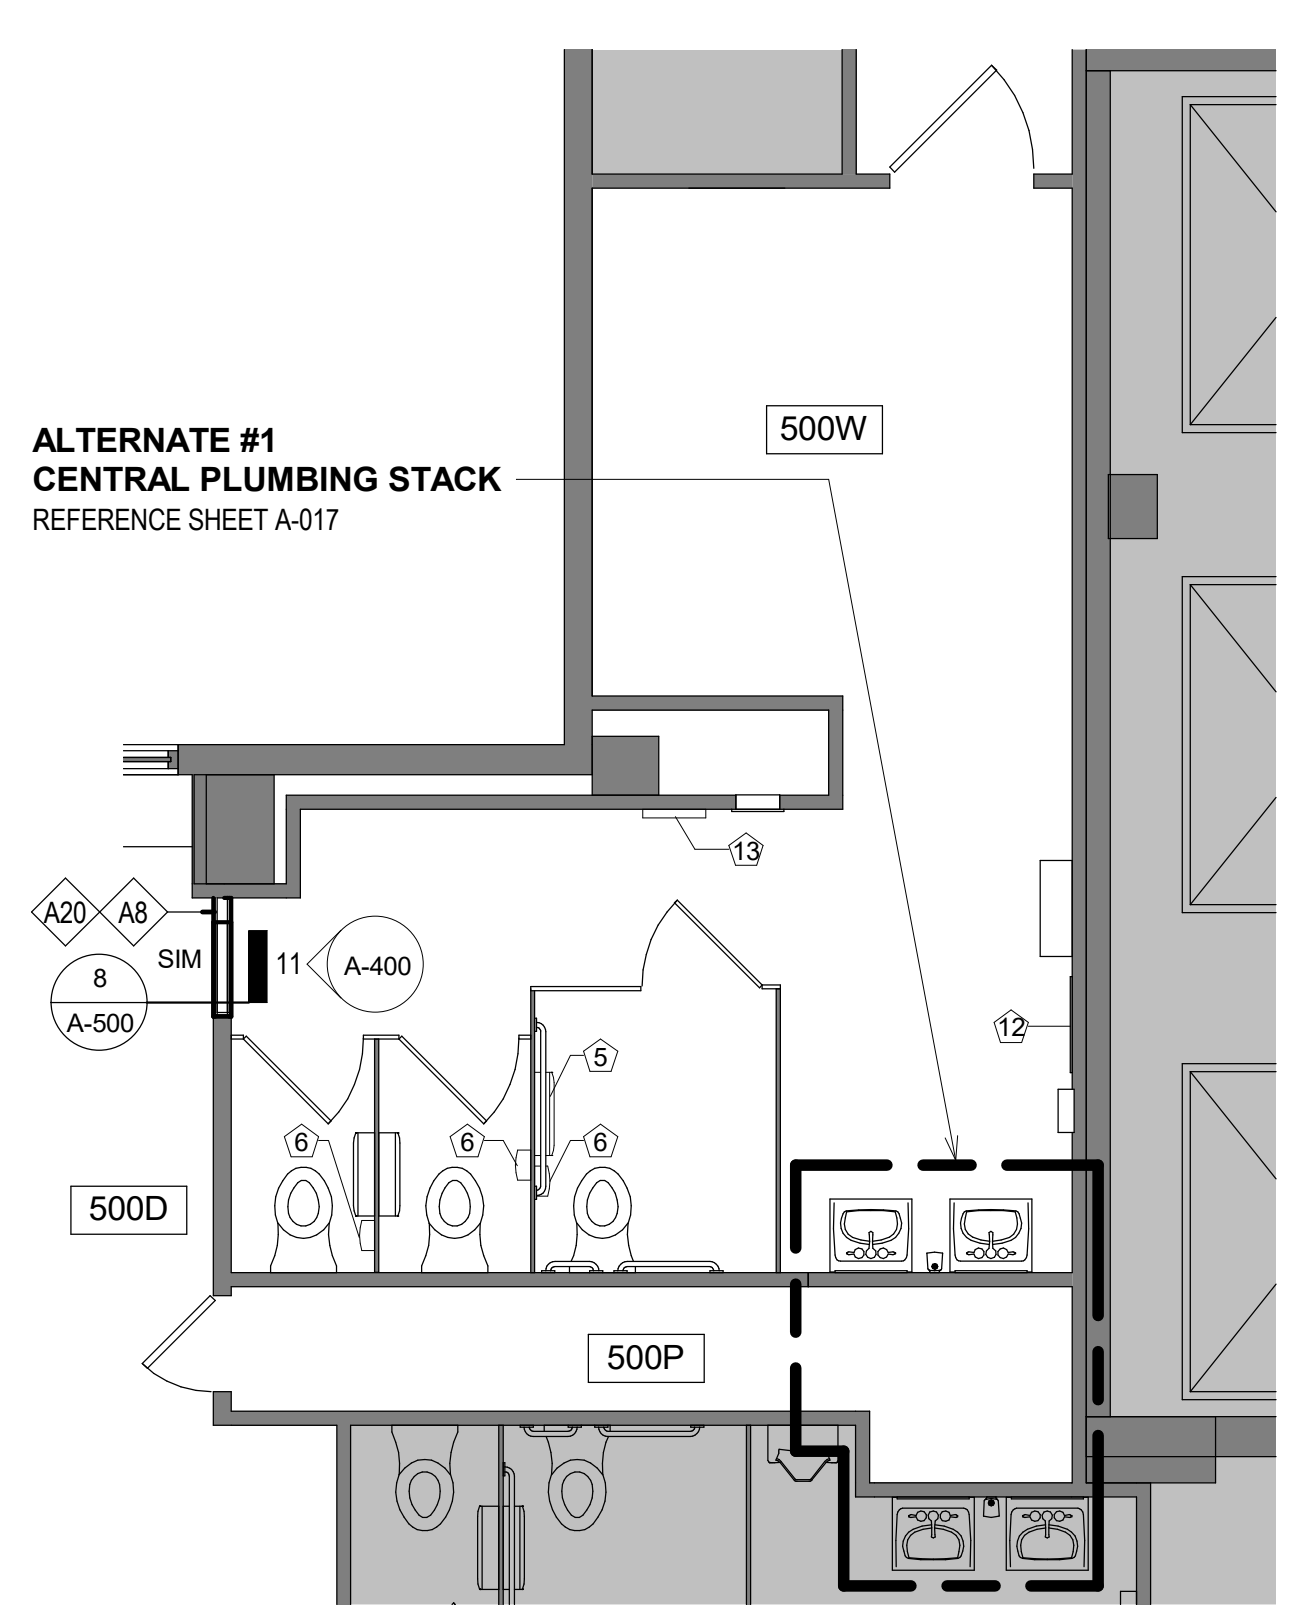 500W
ALTERNATE #1
CENTRAL PLUMBING STACK
REFERENCE SHEET A-017
13
A20
A8
SIM
11
A-400
8
A-500
12
5
6
6
6
500D
500P